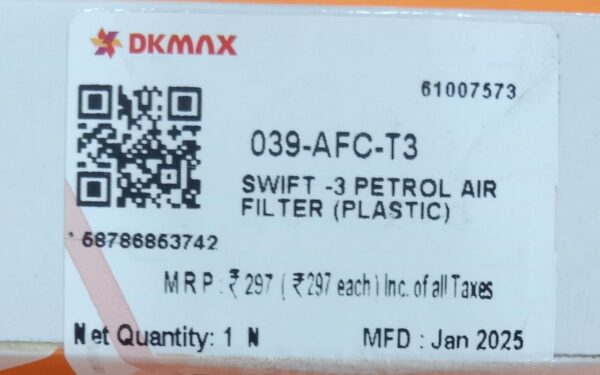 DKMAX
61007573
039-AFC-T3
SWIFT -3 PETROL AIR
FILTER (PLASTIC)
58786853742
MRP : ₹ 297 ( ₹297 each) Inc. of all Taxes
Net Quantity: 1 N
MFD : Jan 2025